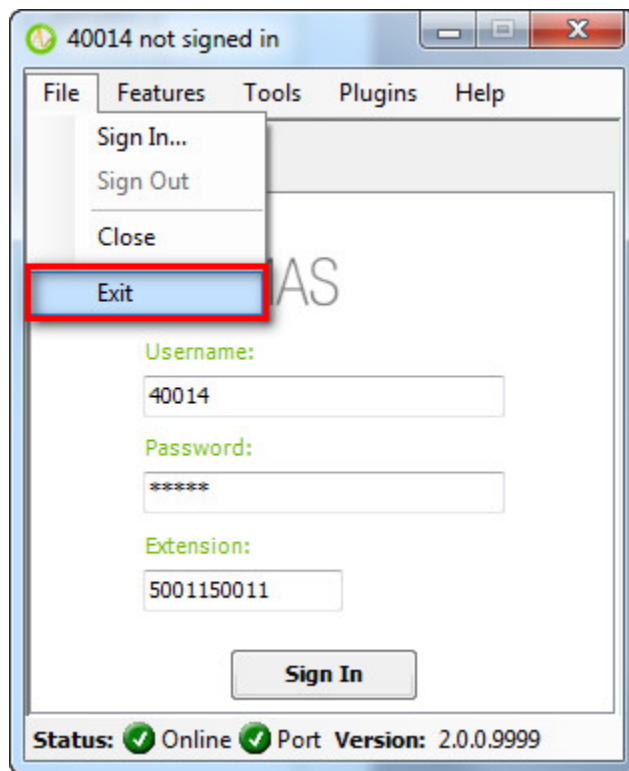 40014 not signed in
File Features Tools Plugins Help
Sign In...
Sign Out
Close
Exit
Username:
40014
Password:
*****
Extension:
5001150011
Sign In
Status: Online Port Version: 2.0.0.9999